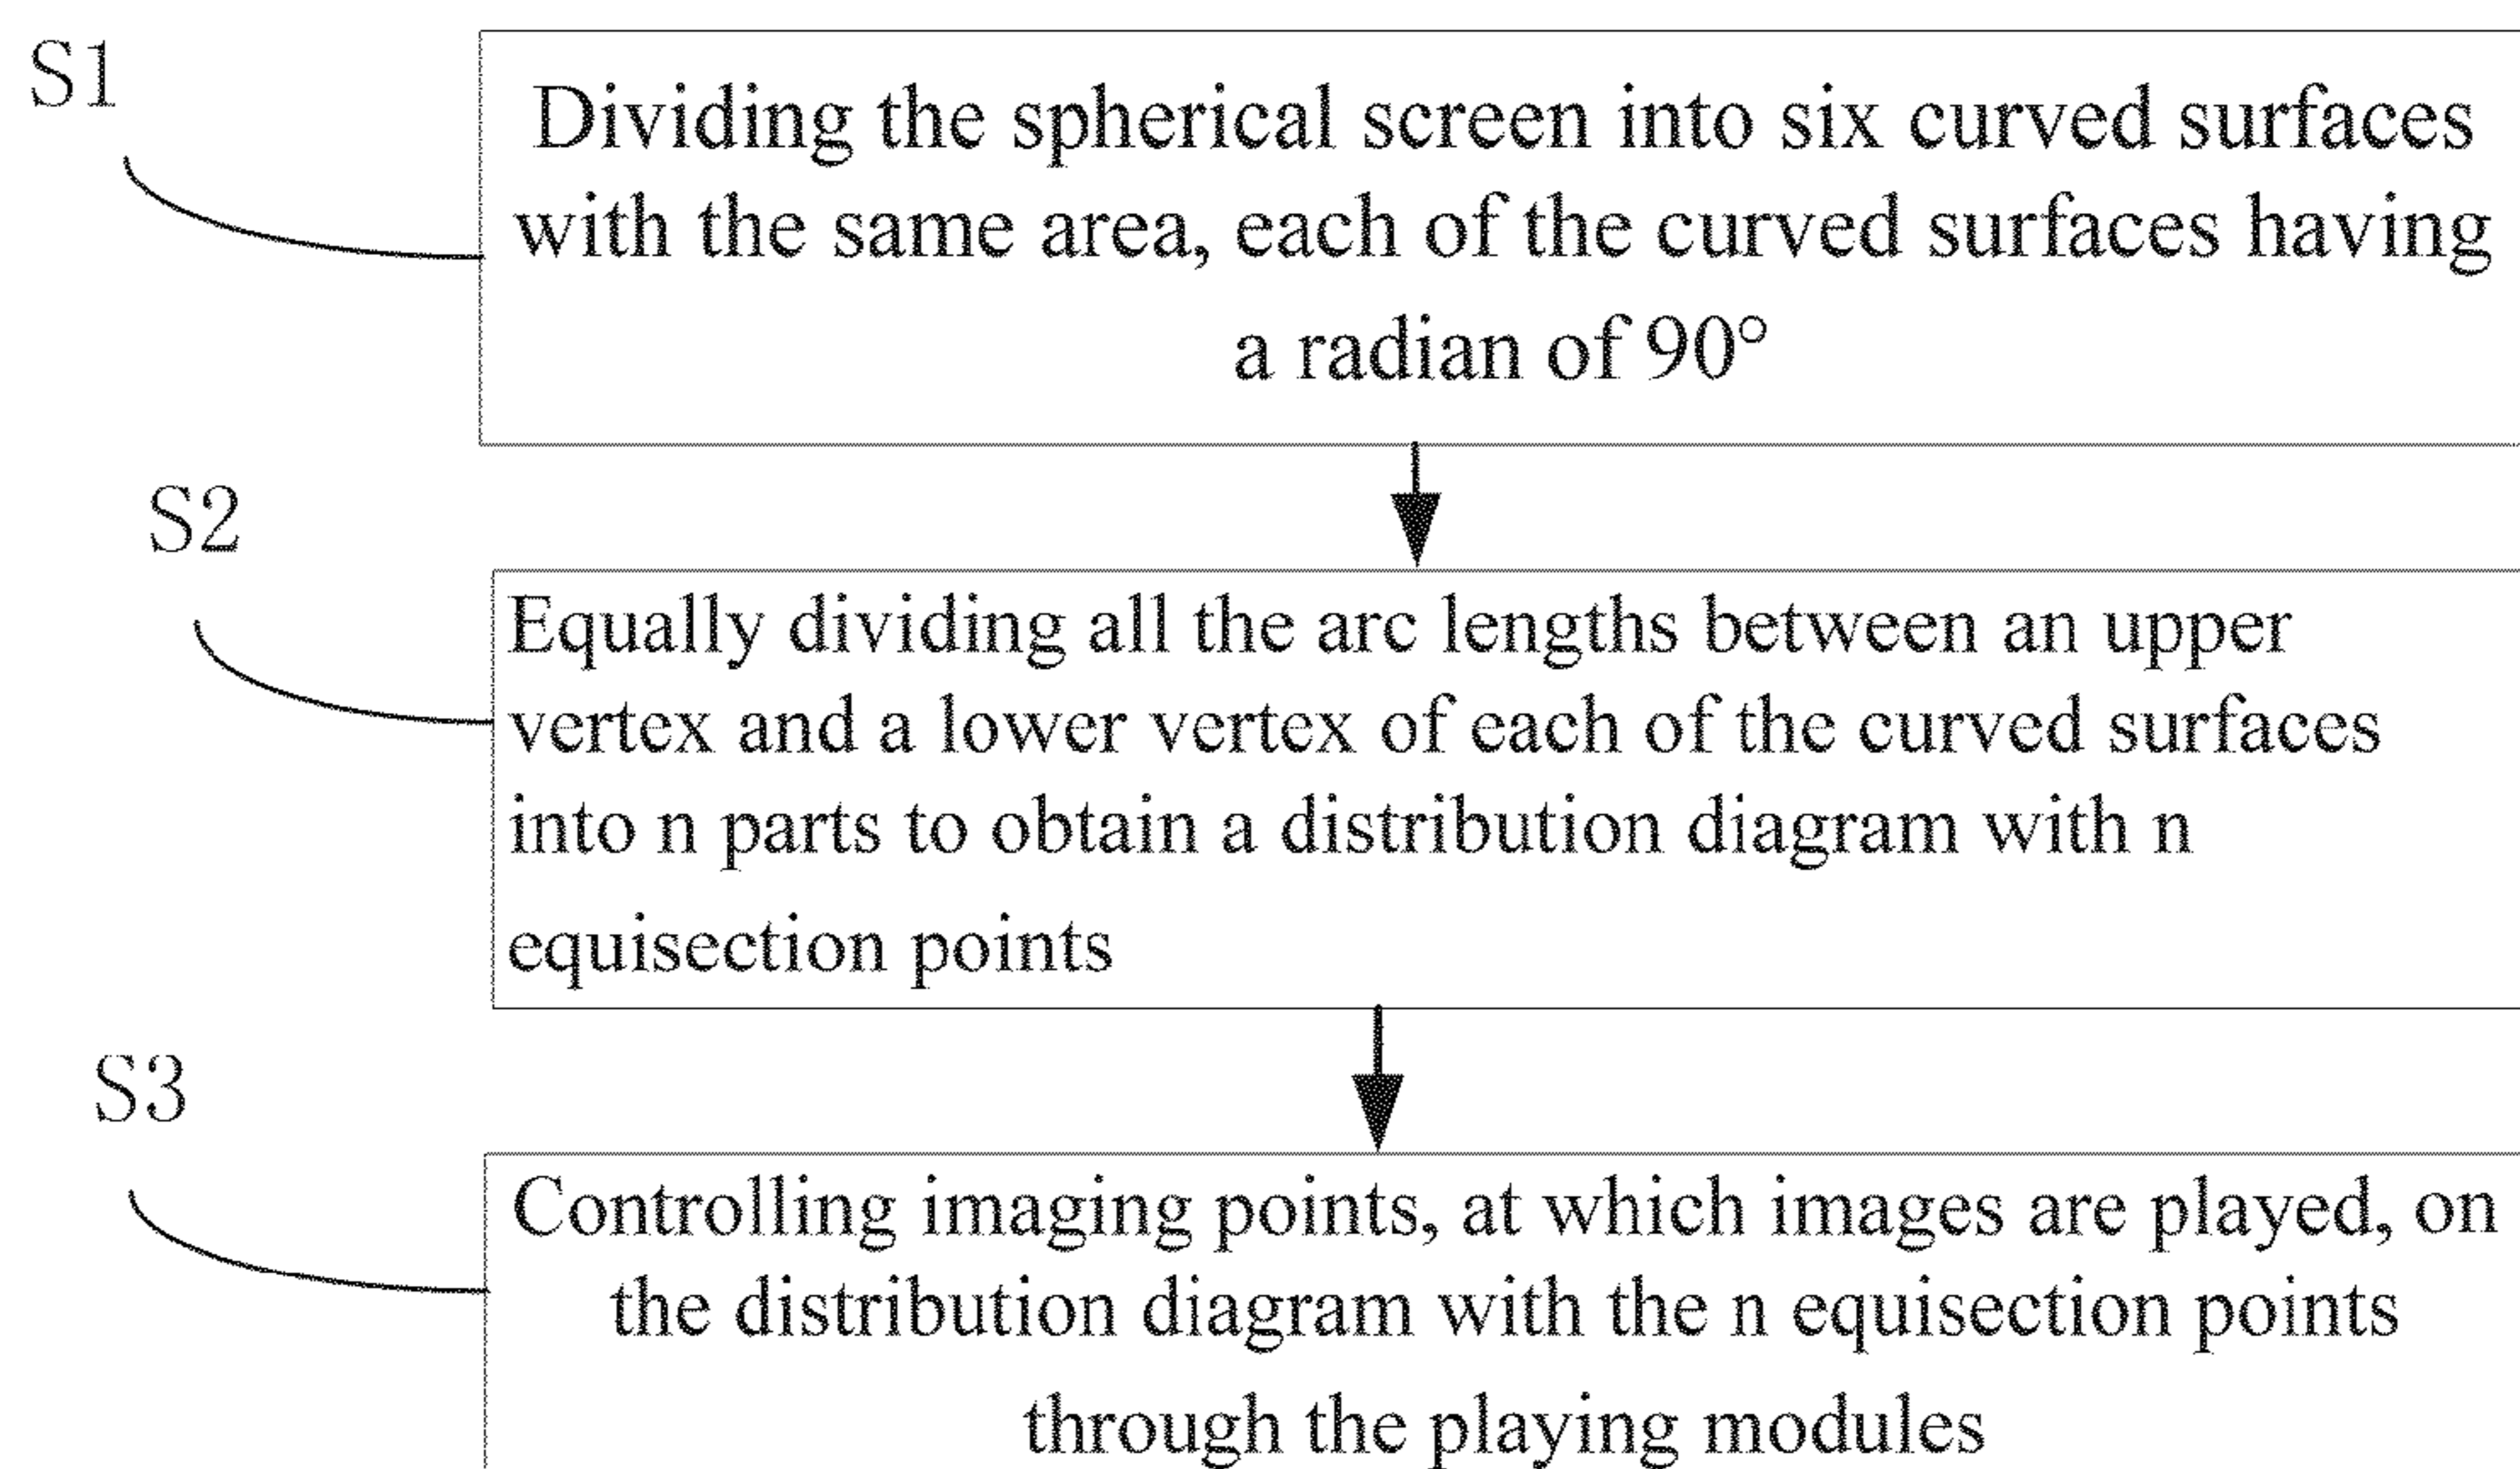 S1
Dividing the spherical screen into six curved surfaces
with the same area, each of the curved surfaces having
a radian of 90°
S2
Equally dividing all the arc lengths between an upper
vertex and a lower vertex of each of the curved surfaces
into n parts to obtain a distribution diagram with n
equisection points
S3
Controlling imaging points, at which images are played, on
the distribution diagram with the n equisection points
through the playing modules